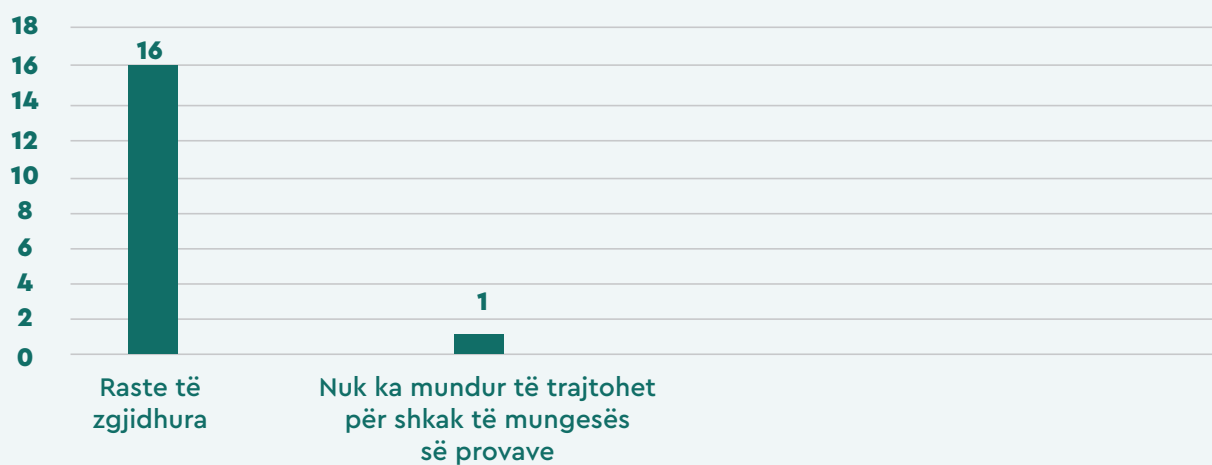 18
16
16
14
12
10
8
6
4
1
2
0
Raste të
zgjidhura
Nuk ka mundur të trajtohet
për shkak të mungesës
së provave